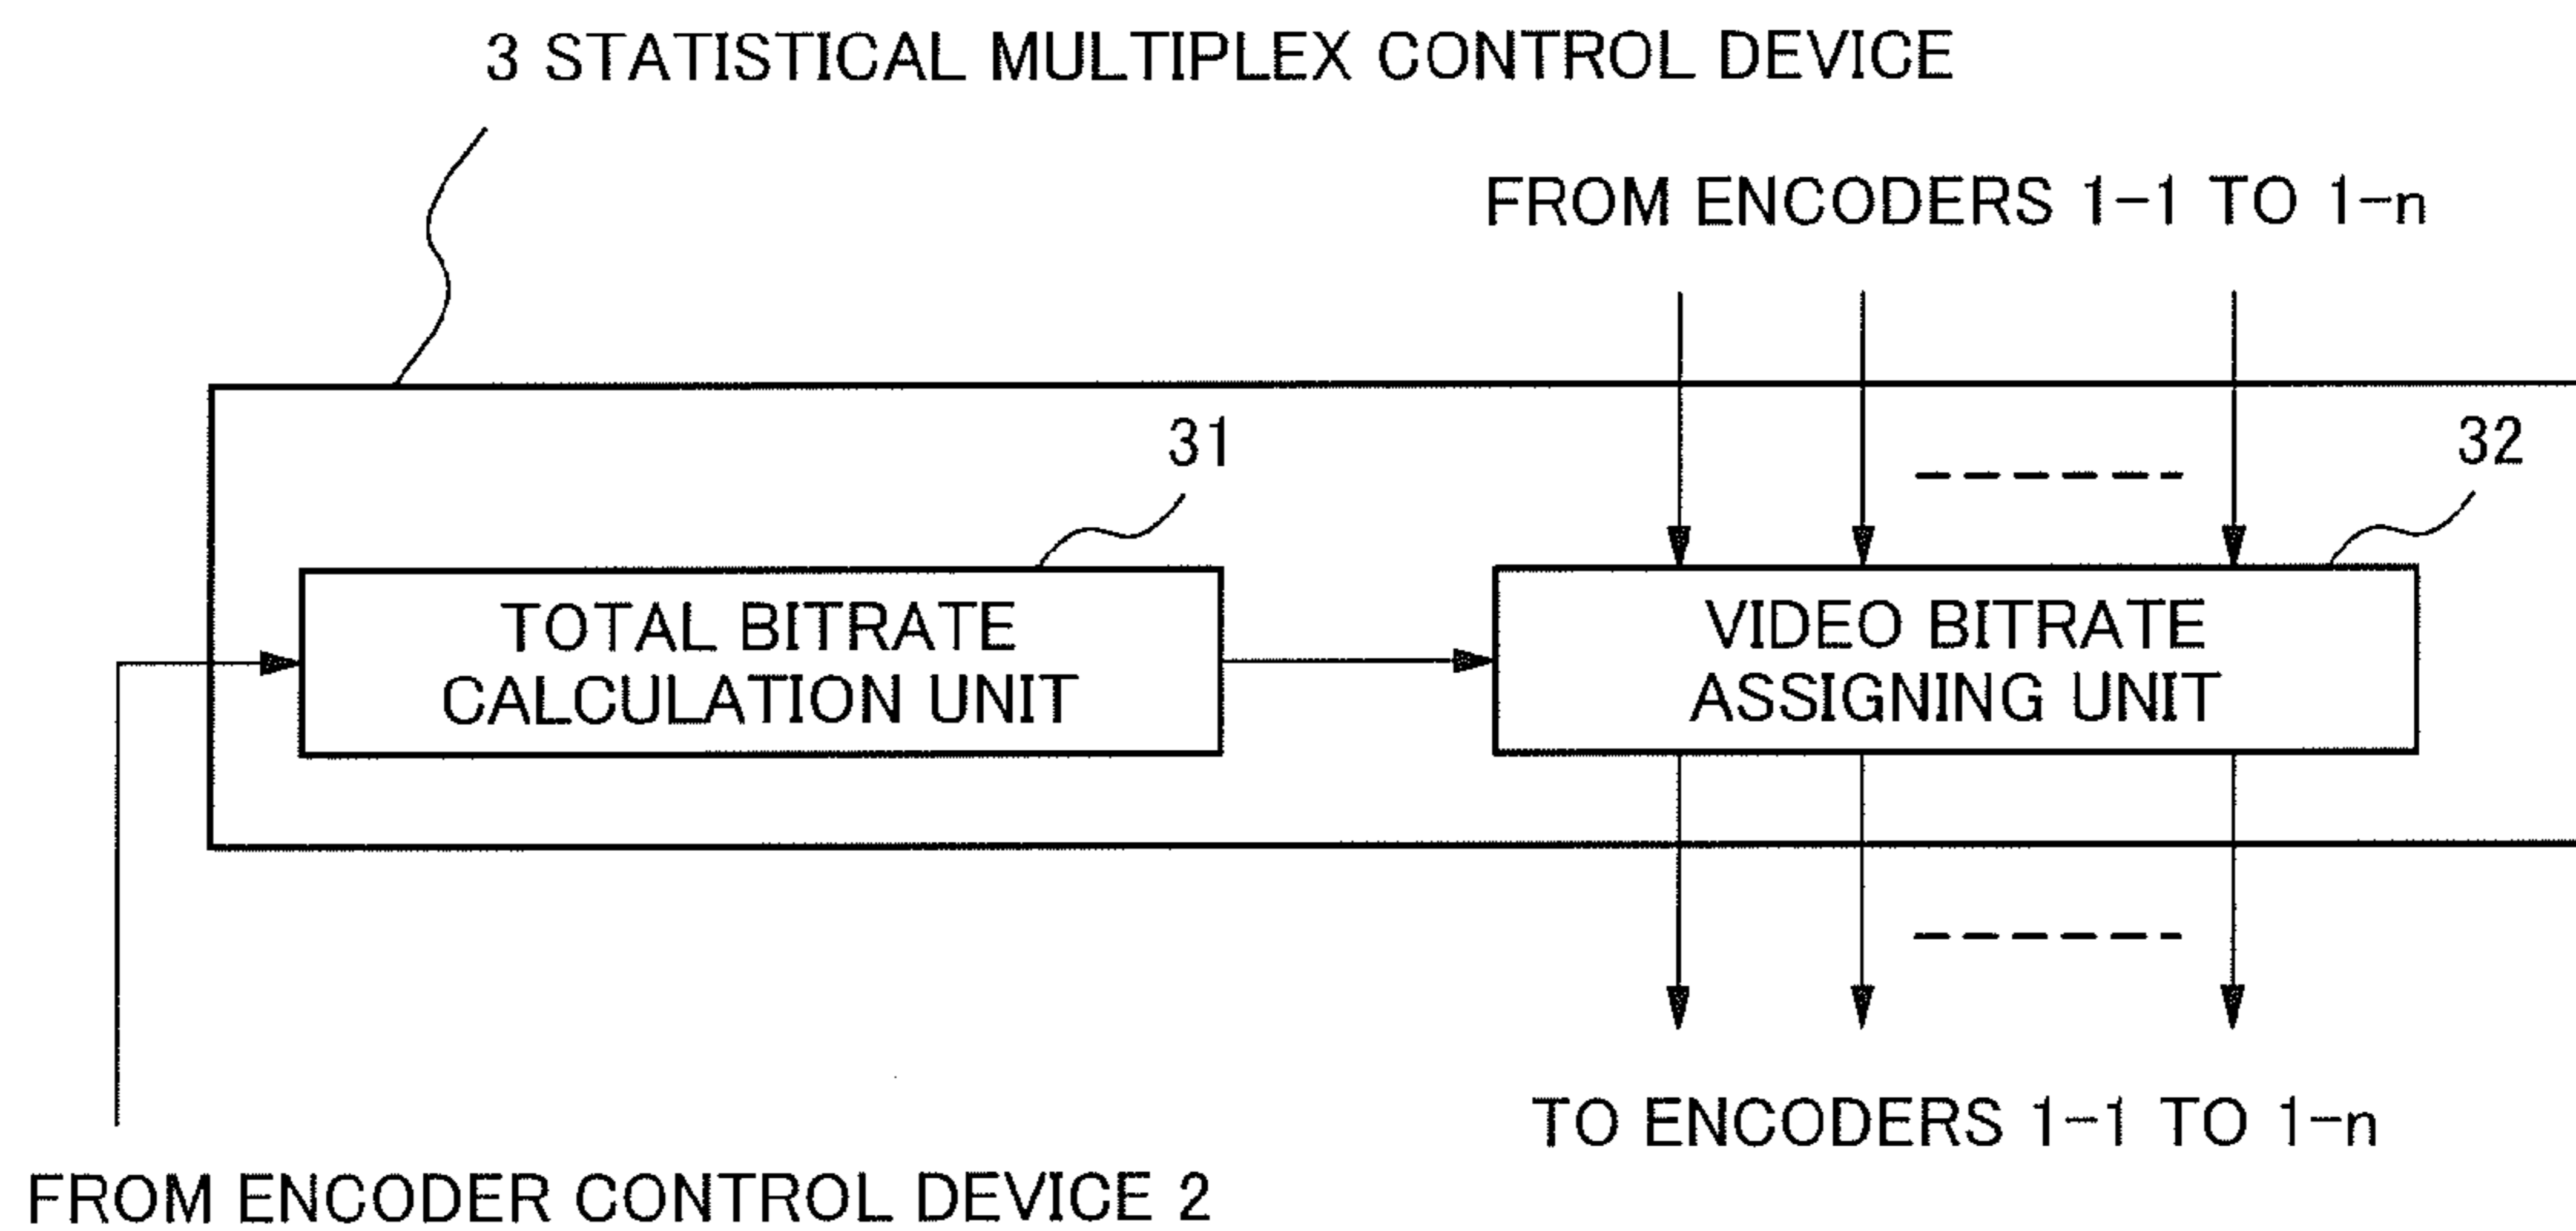 3 STATISTICAL MULTIPLEX CONTROL DEVICE
FROM ENCODERS 1-1 TO 1-n
31
32
TOTAL BITRATE
CALCULATION UNIT
VIDEO BITRATE
ASSIGNING UNIT
TO ENCODERS 1-1 TO 1-n
FROM ENCODER CONTROL DEVICE 2